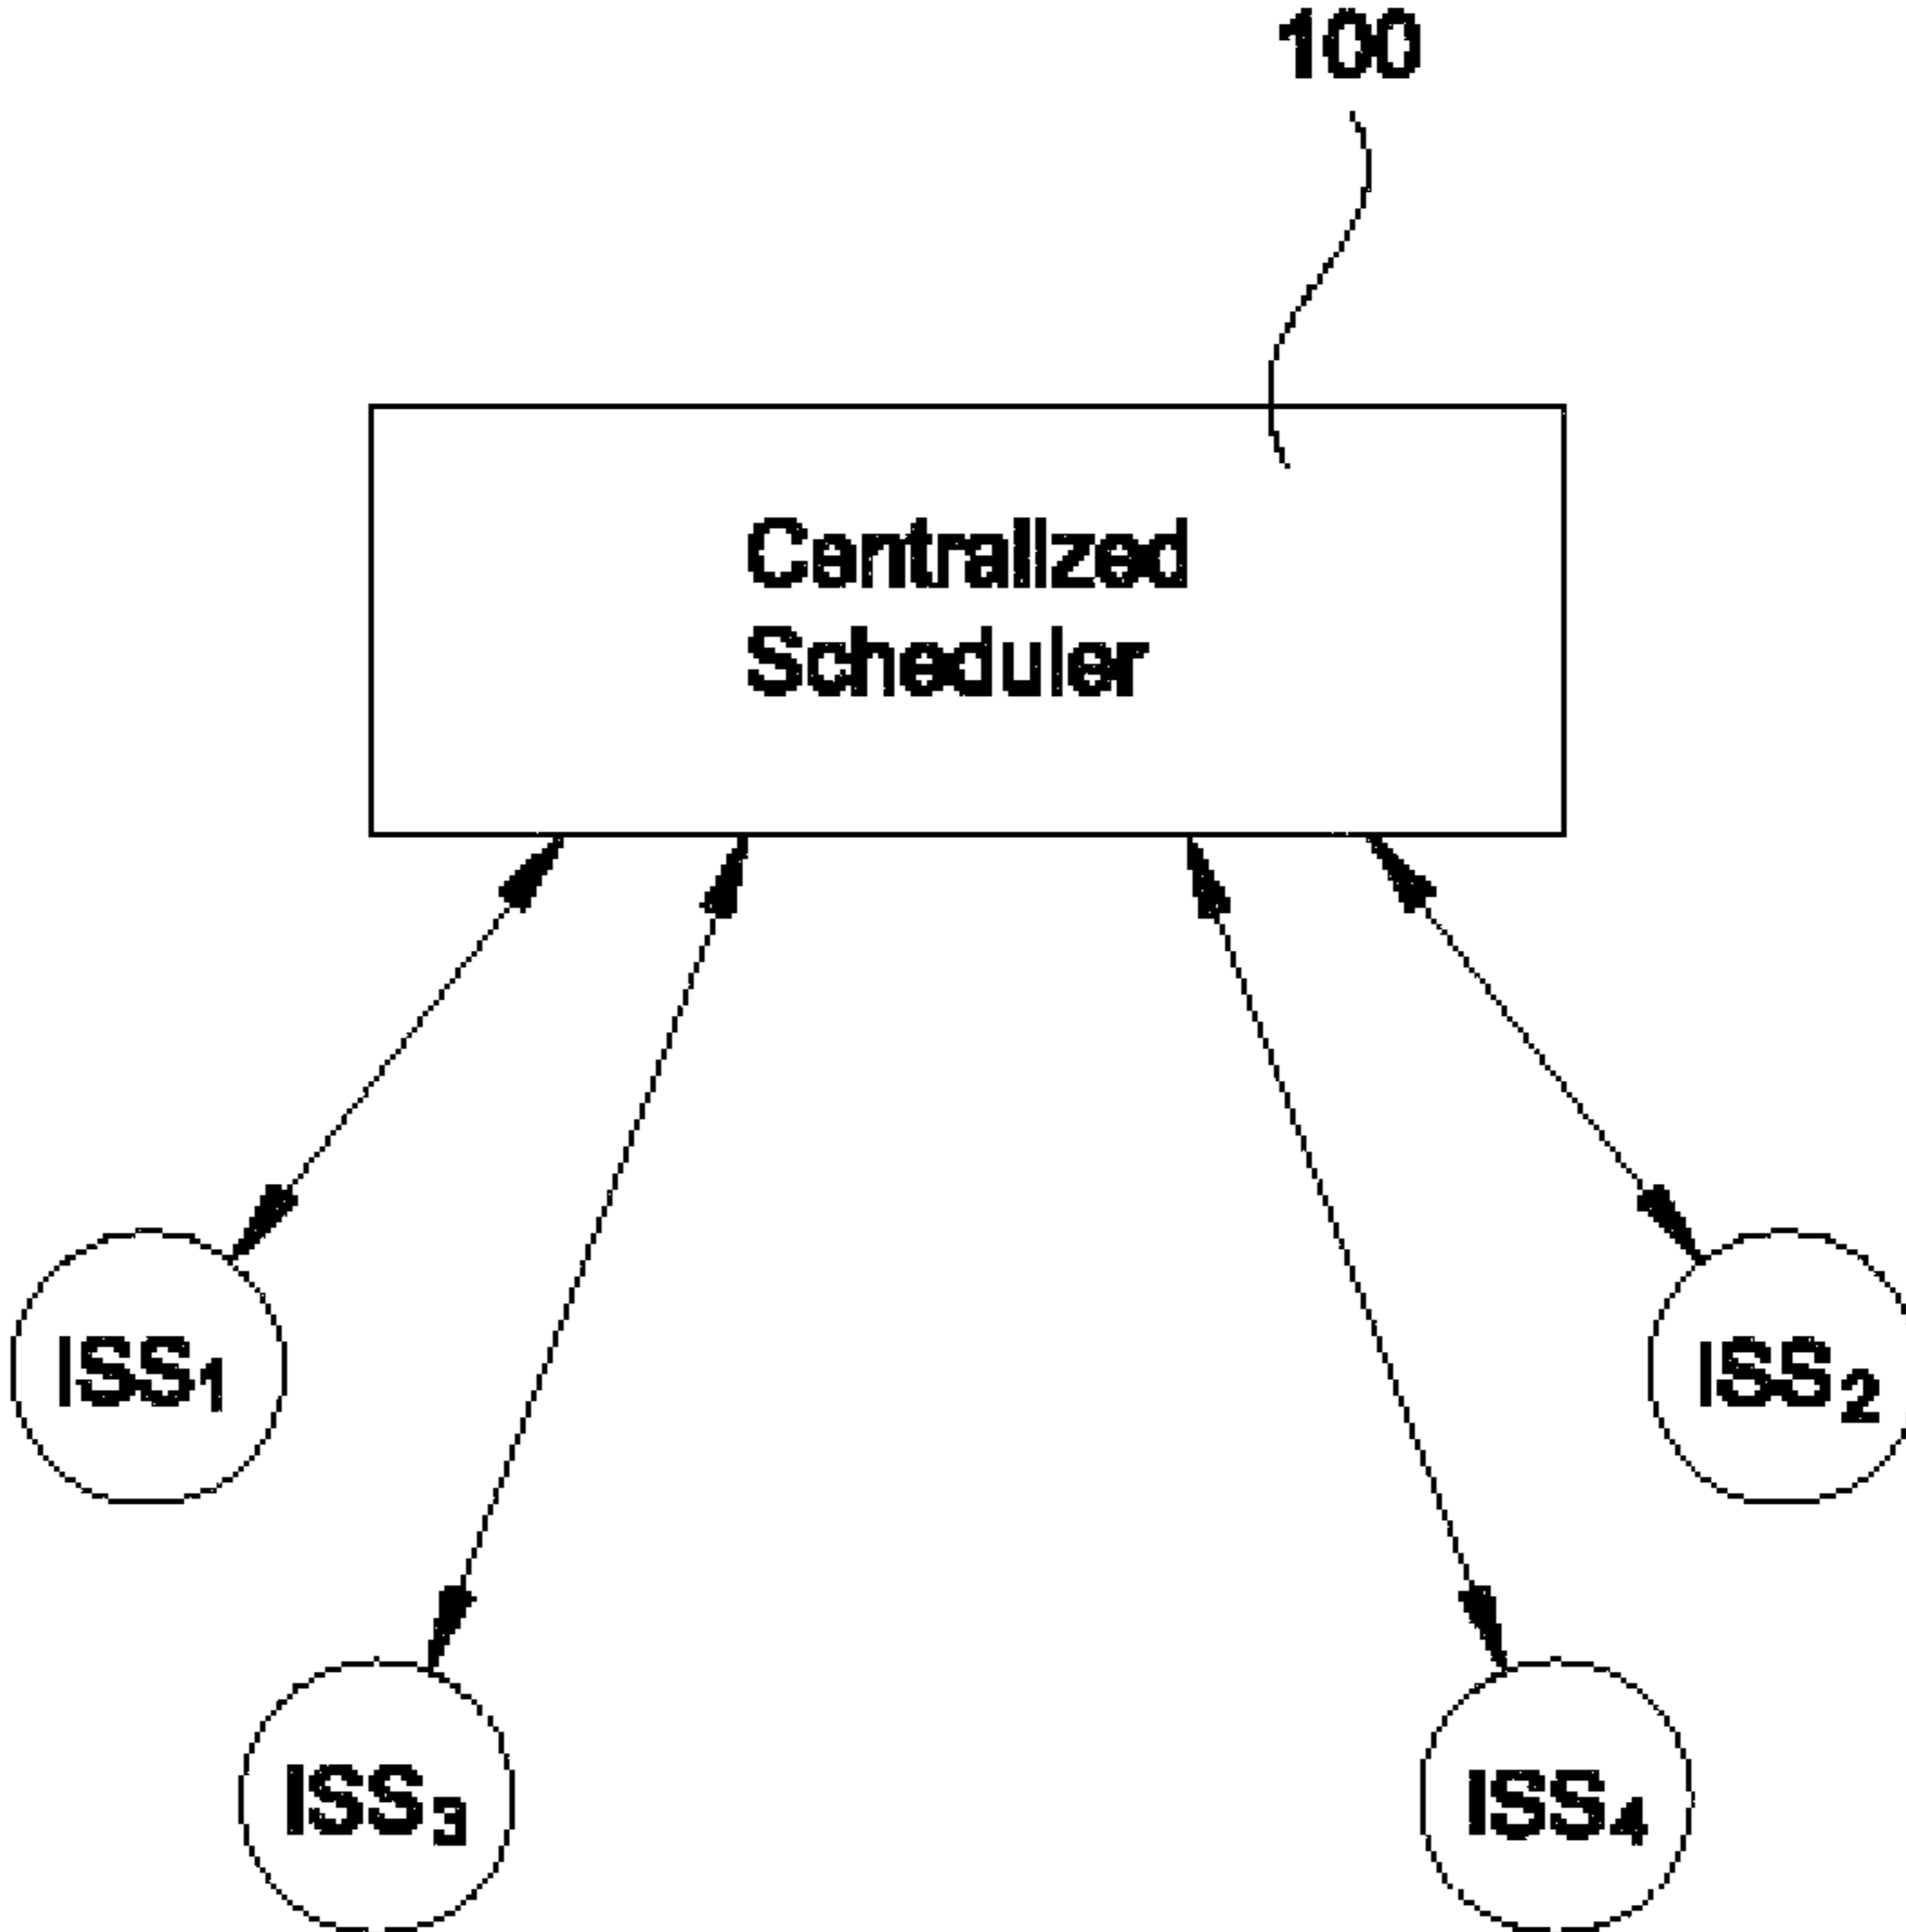 100
Centralized
Scheduler
ISS1
ISS2
ISS3
ISS4